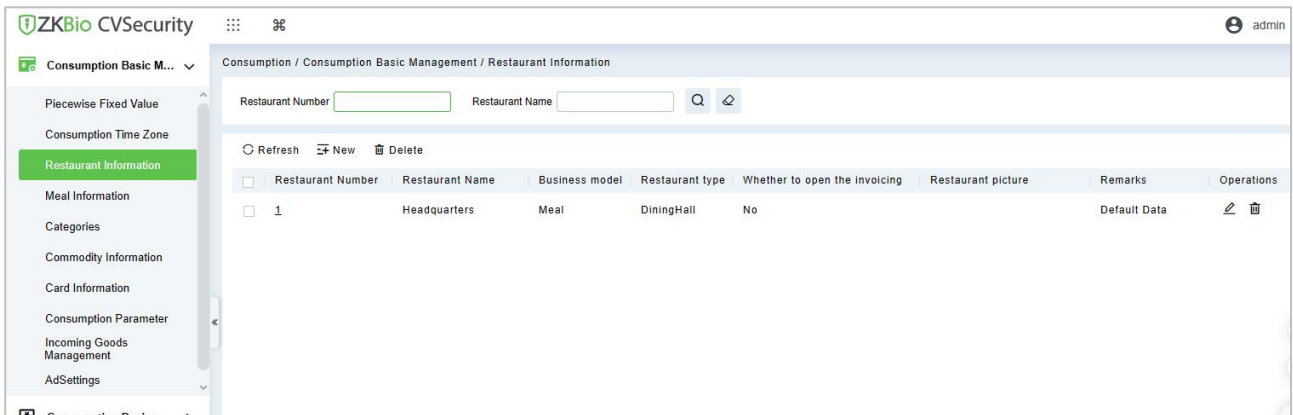 ZKBio CVSecurity
admin
Consumption Basic M...
Piecewise Fixed Value
Consumption Time Zone
Restaurant Information
Meal Information
Categories
Commodity Information
Card Information
Consumption Parameter
Incoming Goods
Management
AdSettings
Consumption / Consumption Basic Management / Restaurant Information
Restaurant Number Restaurant Name
Refresh New Delete
Restaurant Number Restaurant Name Business model Restaurant type Whether to open the invoicing Restaurant picture Remarks Operations
1 Headquarters Meal DiningHall No Default Data